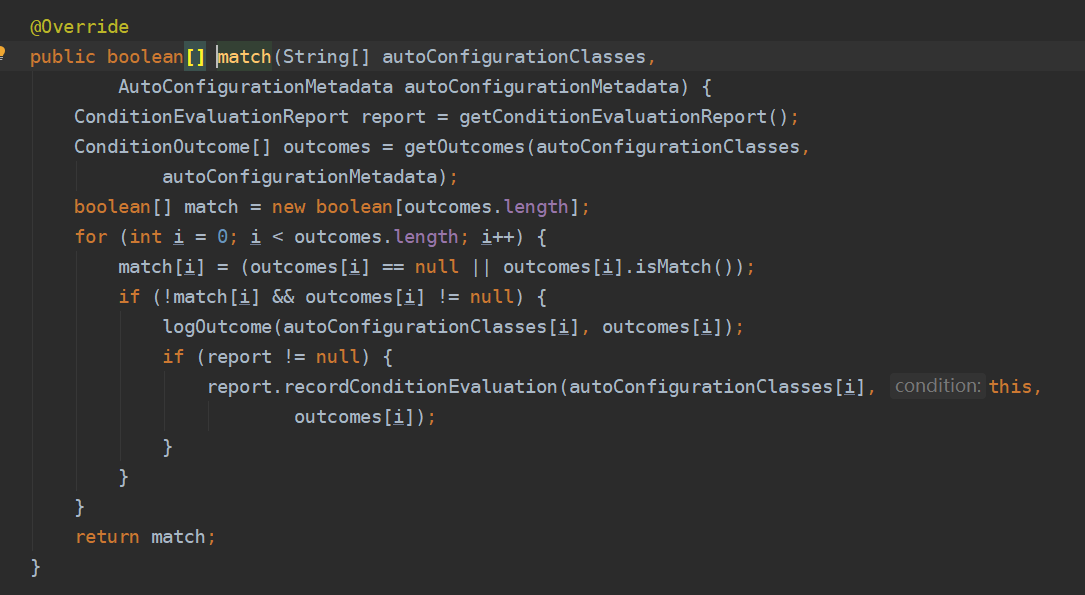 @Override
public boolean[] match(String[] autoConfigurationClasses,
AutoConfigurationMetadata autoConfigurationMetadata) {
ConditionEvaluationReport report = getConditionEvaluationReport();
ConditionOutcome[] outcomes = getOutcomes(autoConfigurationClasses,
autoConfigurationMetadata);
boolean[] match = new boolean[outcomes.length];
for (int i = 0; i < outcomes.length; i++) {
match[i] = (outcomes[i] == null || outcomes[i].isMatch());
if (!match[i] && outcomes[i] != null) {
logOutcome(autoConfigurationClasses[i], outcomes[i]);
if (report != null) {
report.recordConditionEvaluation(autoConfigurationClasses[i], condition: this,
outcomes[i]);
}
}
}
return match;
}